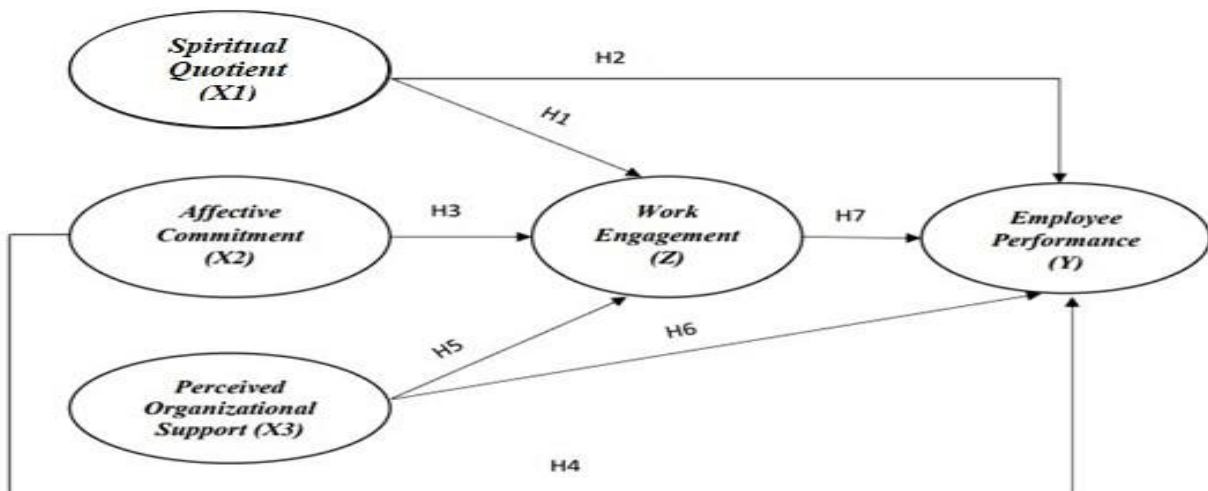 Spiritual
Quotient
(X1)
H2
H1
Affective
Commitment
(X2)
H3
Work
Engagement
(Z)
H7
Employee
Performance
(Y)
H5
H6
Perceived
Organizational
Support (X3)
H4